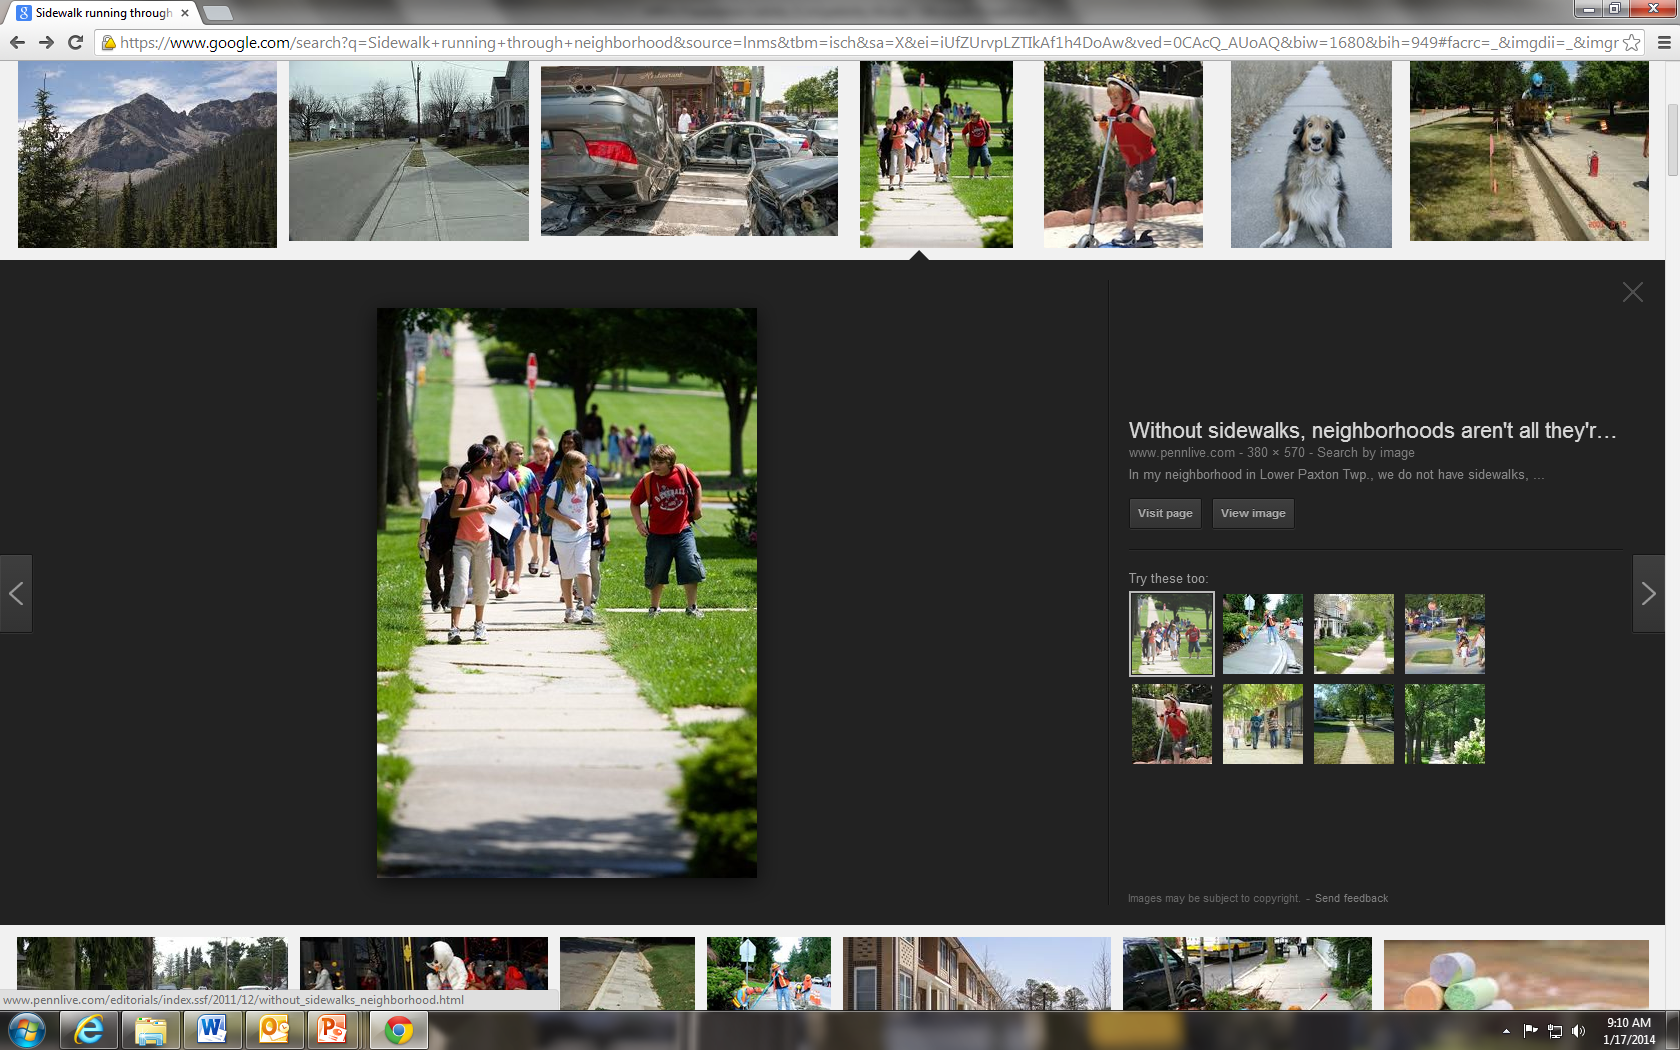 Sidewalk running through
https://www.google.com/search?q=Sidewalk+running+through+neighborhood&source=lnms&tbm=isch&sa=X&ei=iUfZUrvpLZTIkAf1h4DoAw&ved=0CAcQ_AUoAQ&biw=1680&bih=949#facrc=_&imgdii=_&imgr
Without sidewalks, neighborhoods aren't all they'r...
www.pennlive.com - 380 × 570 - Search by image
In my neighborhood in Lower Paxton Twp., we do not have sidewalks, ...
Visit page View image
Try these too:
Images may be subject to copyright. - Send feedback
www.pennlive.com/editorials/index.ssf/2011/12/without_sidewalks_neighborhood.html
9:10 AM
1/17/2014